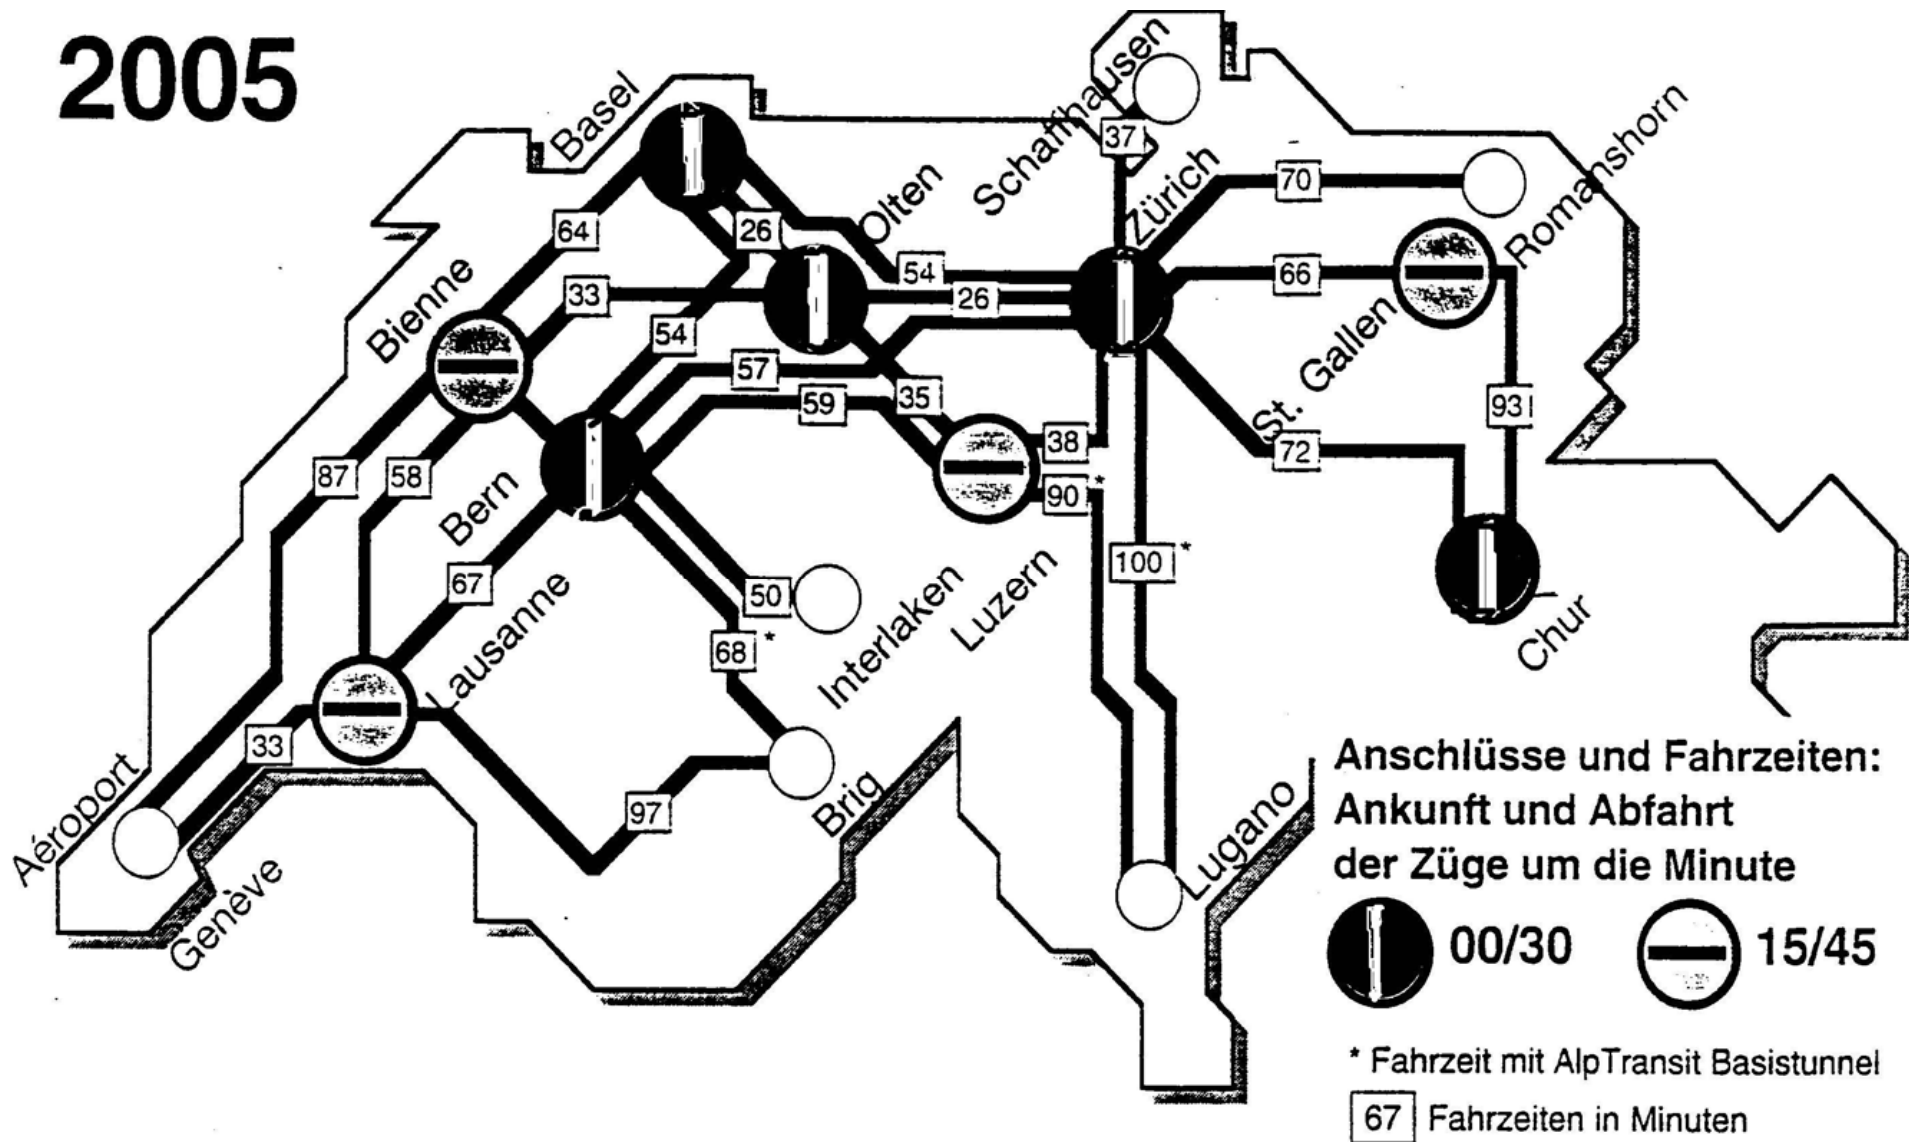 2005
Basel
Schaffhausen
37
Romanshorn
Olten
Zürich
70
64
26
Bienne
33
54
26
66
54
57
59
35
St. Gallen
38
93
72
87
58
Bern
90*
100*
67
Lausanne
50
68*
Interlaken
Luzern
Chur
33
97
Brig
Aéroport
Genève
Lugano
Anschlüsse und Fahrzeiten:
Ankunft und Abfahrt
der Züge um die Minute
00/30
15/45
* Fahrzeit mit AlpTransit Basistunnel
67 Fahrzeiten in Minuten